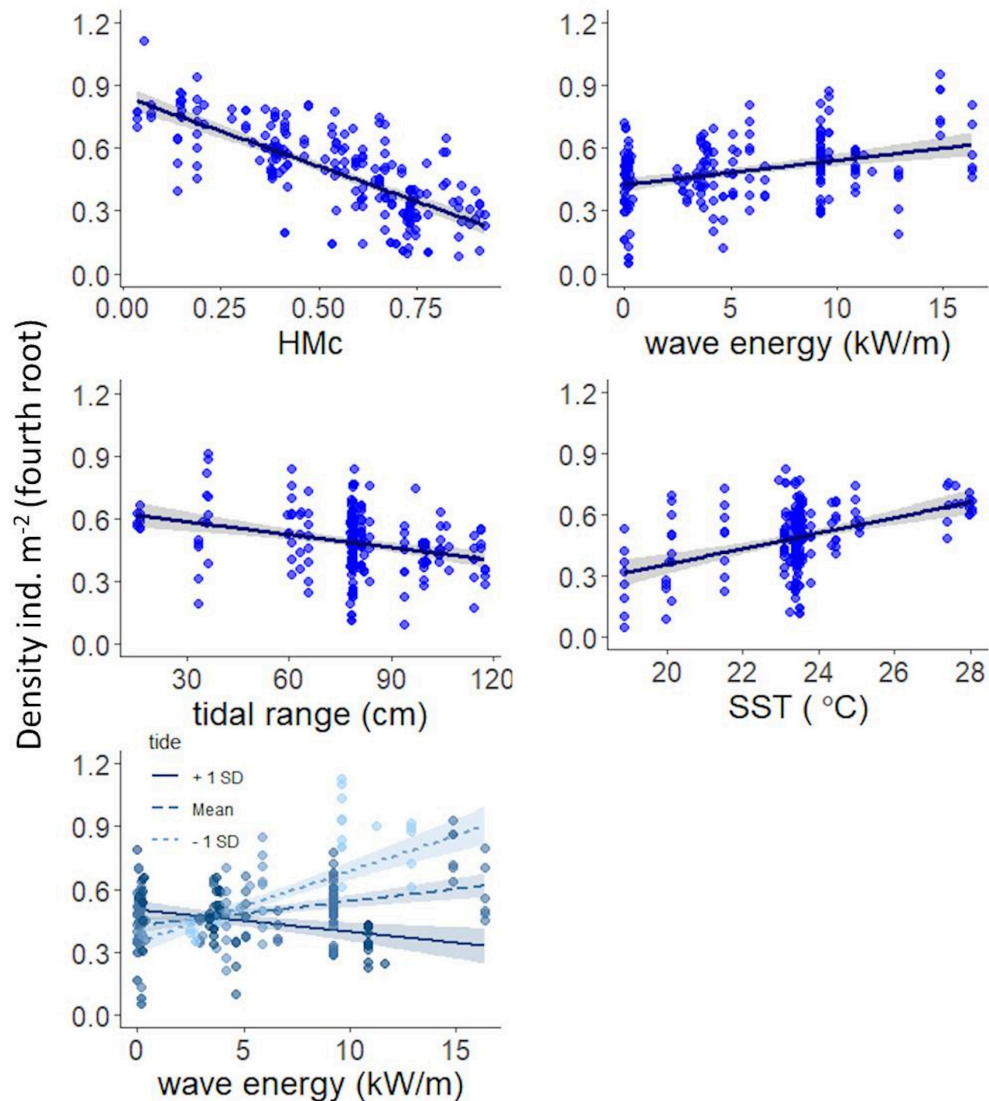 Density ind. m⁻² (fourth root)
1.2
0.9
0.6
0.3
0.0
0.00 0.25 0.50 0.75
HMc
1.2
0.9
0.6
0.3
0.0
0 5 10 15
wave energy (kW/m)
1.2
0.9
0.6
0.3
0.0
30 60 90 120
tidal range (cm)
1.2
0.9
0.6
0.3
0.0
20 22 24 26 28
SST ( °C)
tide
+ 1 SD
Mean
- 1 SD
1.2
0.9
0.6
0.3
0.0
0 5 10 15
wave energy (kW/m)